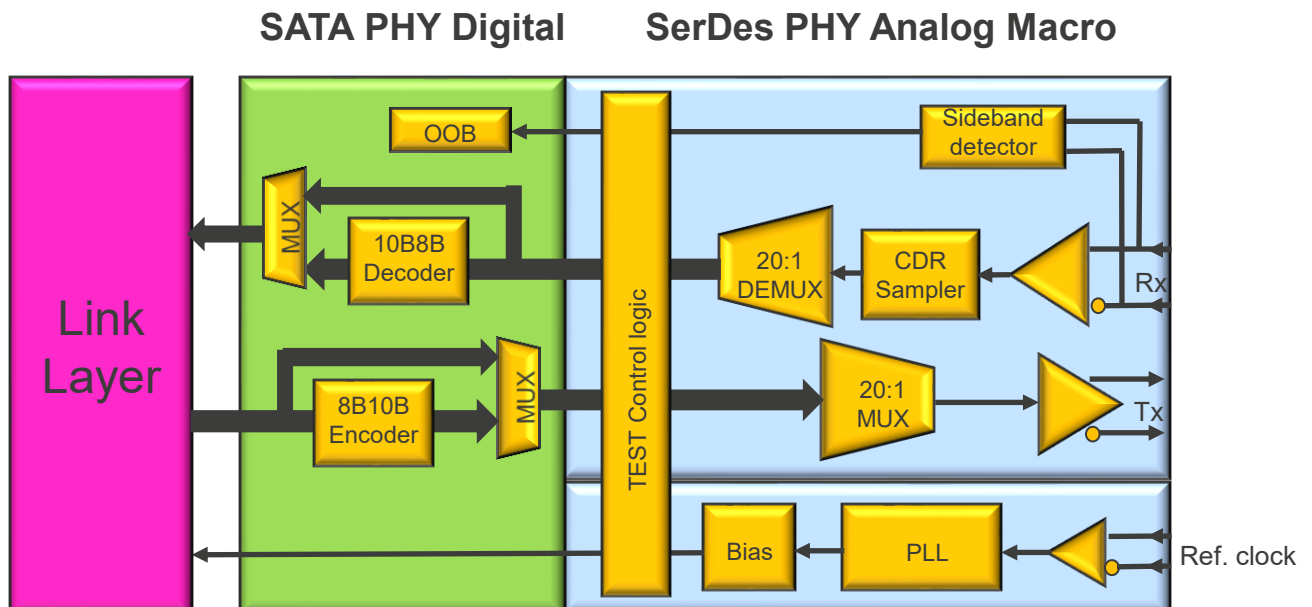 SATA PHY Digital
SerDes PHY Analog Macro
Link
Layer
OOB
Sideband
detector
MUX
10B8B
Decoder
20:1
DEMUX
CDR
Sampler
Rx
TEST Control logic
8B10B
Encoder
MUX
20:1
MUX
Tx
Bias
PLL
Ref. clock